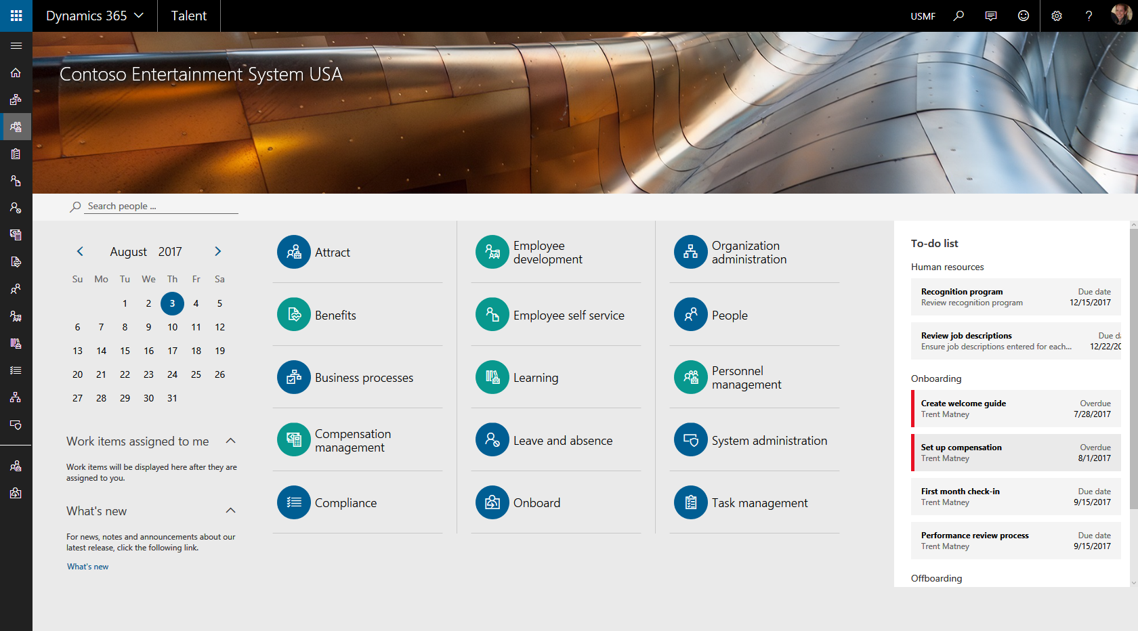 Dynamics 365
Talent
USMF
?
Contoso Entertainment System USA
Search people ...
August 2017
Su Mo Tu We Th Fr Sa
1 2 3 4 5
6 7 8 9 10 11 12
13 14 15 16 17 18 19
20 21 22 23 24 25 26
27 28 29 30 31
Work items assigned to me
Work items will be displayed here after they are
assigned to you.
What's new
For news, notes and announcements about our
latest release, click the following link.
What's new
Attract
Benefits
Business processes
Compensation
management
Compliance
Employee
development
Employee self service
Learning
Leave and absence
Onboard
Organization
administration
People
Personnel
management
System administration
Task management
To-do list
Human resources
Recognition program Due date
Review recognition program 12/15/2017
Review job descriptions Due
Ensure job descriptions entered for each...
Onboarding
Create welcome guide Overdue
Trent Matney 7/28/2017
Set up compensation Overdue
Trent Matney 8/1/2017
First month check-in Due date
Trent Matney 9/15/2017
Performance review process Due date
Trent Matney 9/15/2017
Offboarding